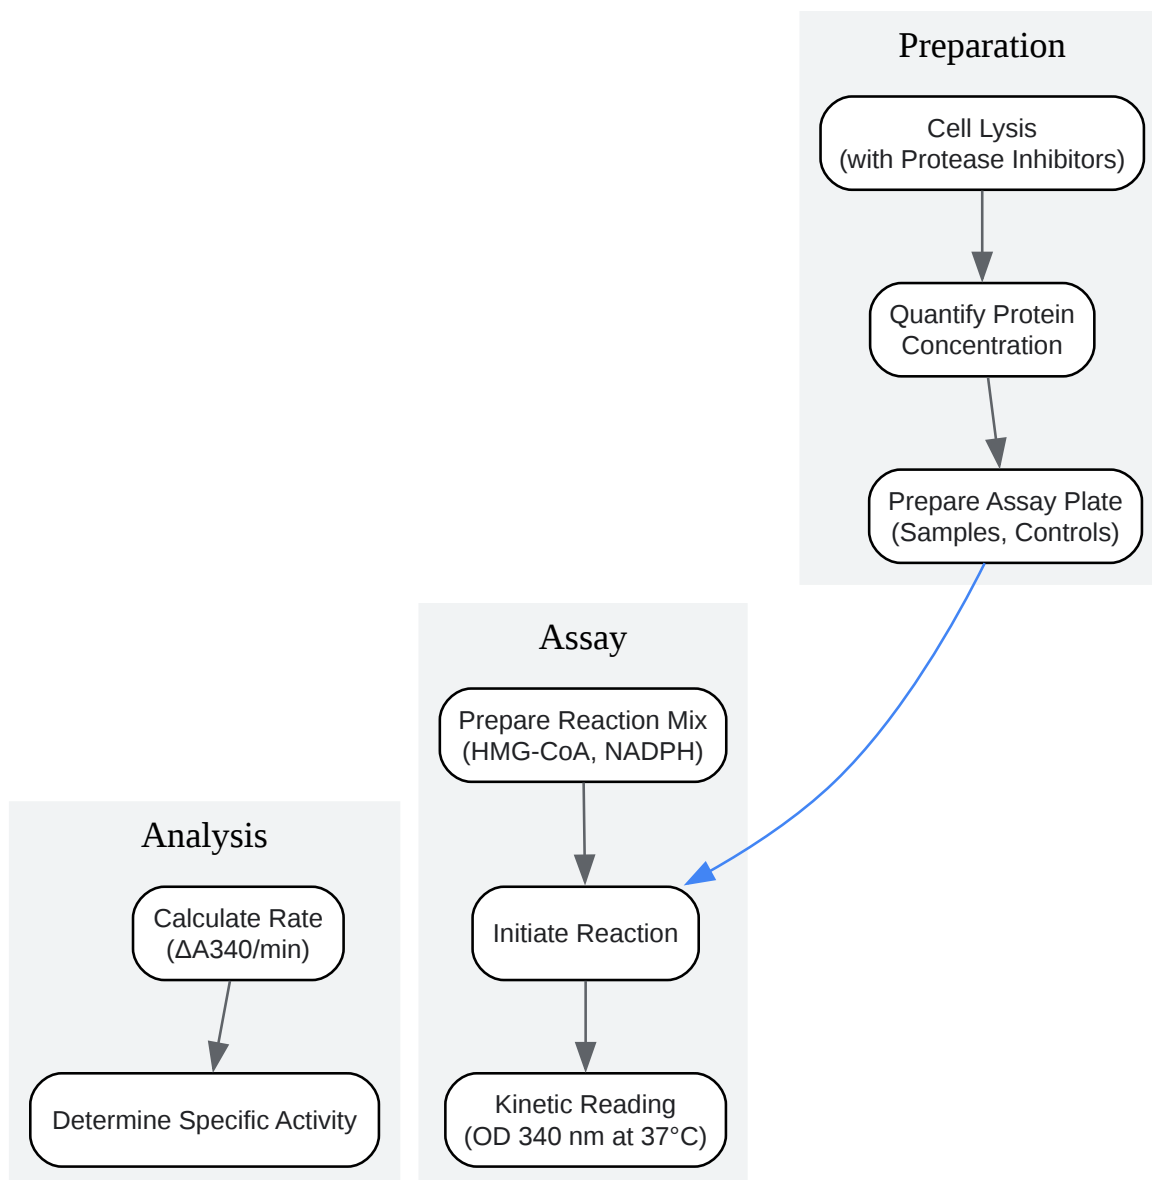 Preparation
Cell Lysis
(with Protease Inhibitors)
Quantify Protein
Concentration
Prepare Assay Plate
(Samples, Controls)
Assay
Prepare Reaction Mix
(HMG-CoA, NADPH)
Initiate Reaction
Kinetic Reading
(OD 340 nm at 37°C)
Analysis
Calculate Rate
(ΔA340/min)
Determine Specific Activity